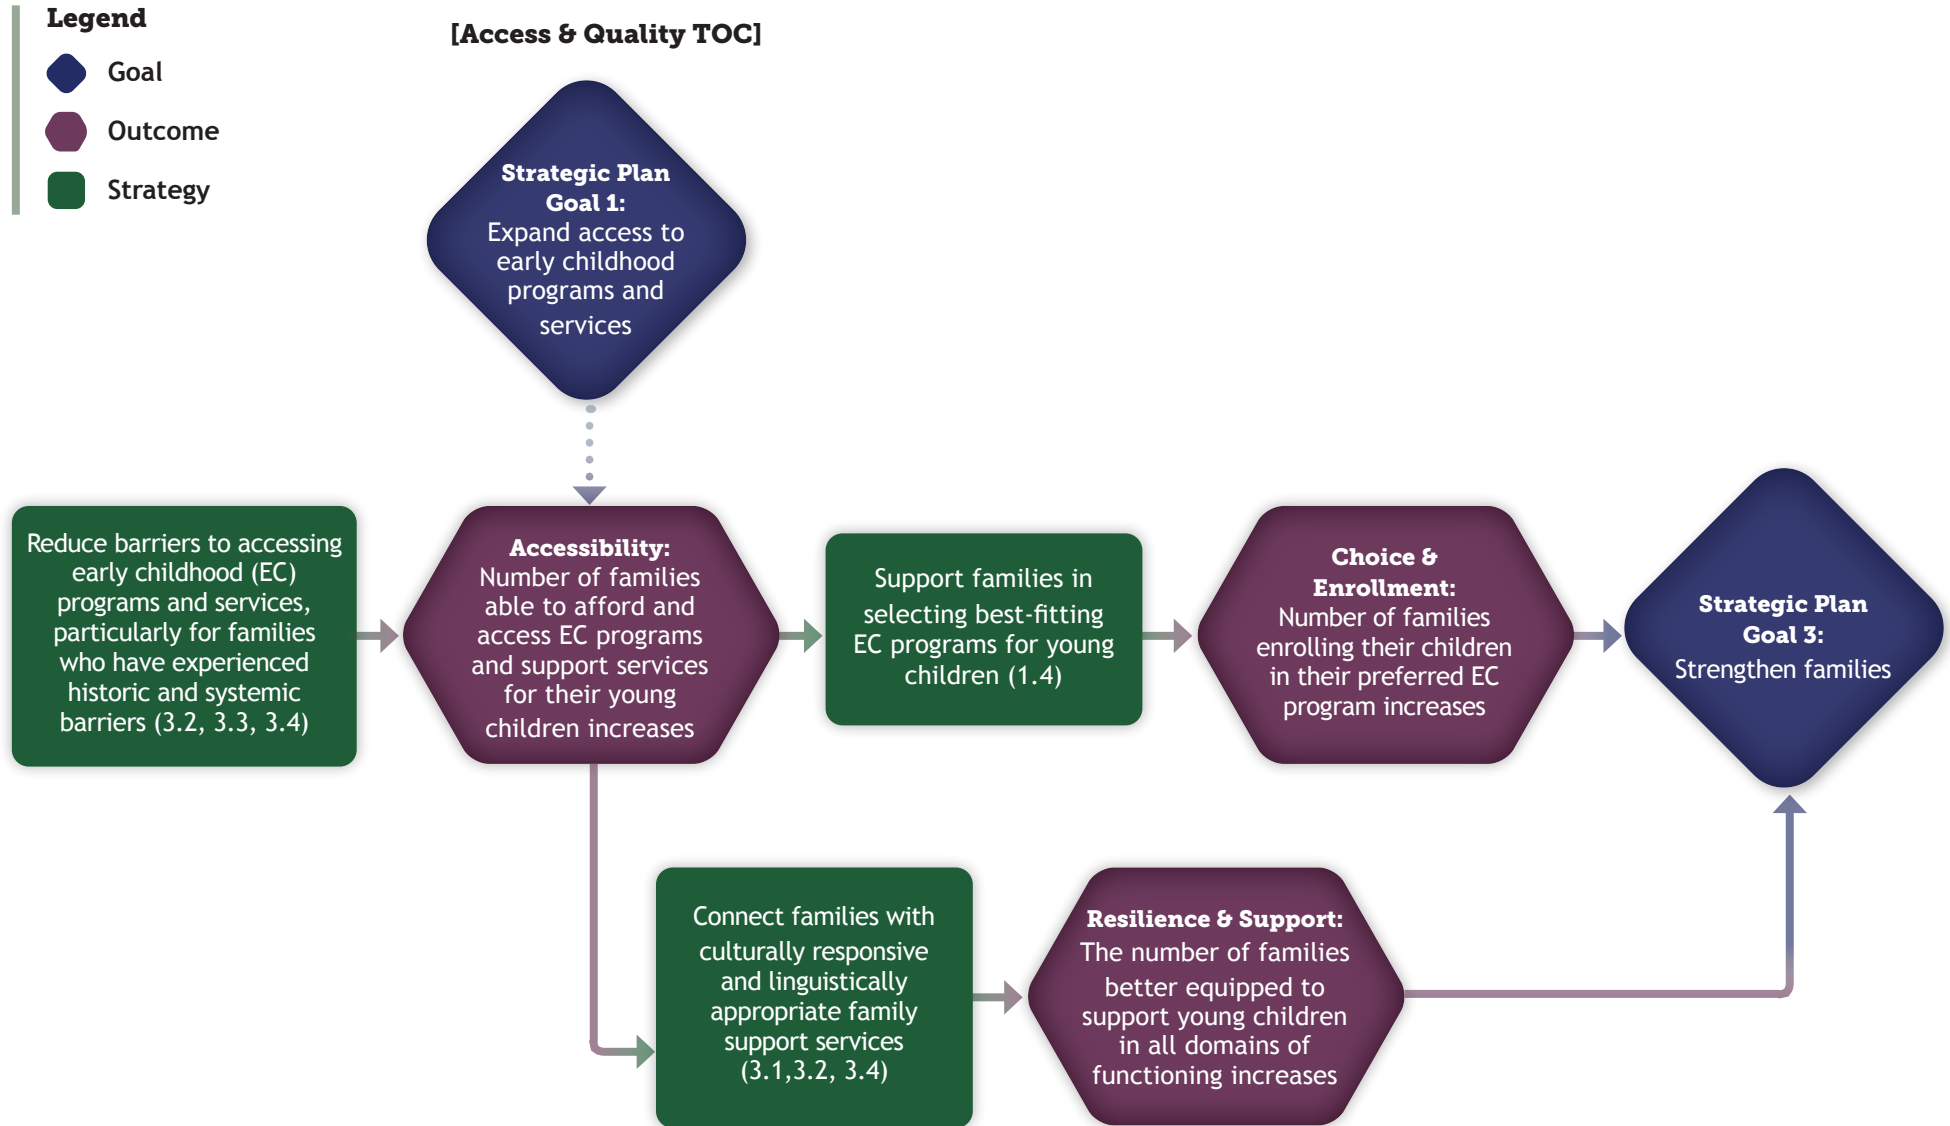 Legend
Goal
Outcome
Strategy
[Access & Quality TOC]
Strategic Plan
Goal 1:
Expand access to
early childhood
programs and
services
Reduce barriers to accessing
early childhood (EC)
programs and services,
particularly for families
who have experienced
historic and systemic
barriers (3.2, 3.3, 3.4)
Accessibility:
Number of families
able to afford and
access EC programs
and support services
for their young
children increases
Support families in
selecting best-fitting
EC programs for young
children (1.4)
Choice &
Enrollment:
Number of families
enrolling their children
in their preferred EC
program increases
Strategic Plan
Goal 3:
Strengthen families
Connect families with
culturally responsive
and linguistically
appropriate family
support services
(3.1,3.2, 3.4)
Resilience & Support:
The number of families
better equipped to
support young children
in all domains of
functioning increases